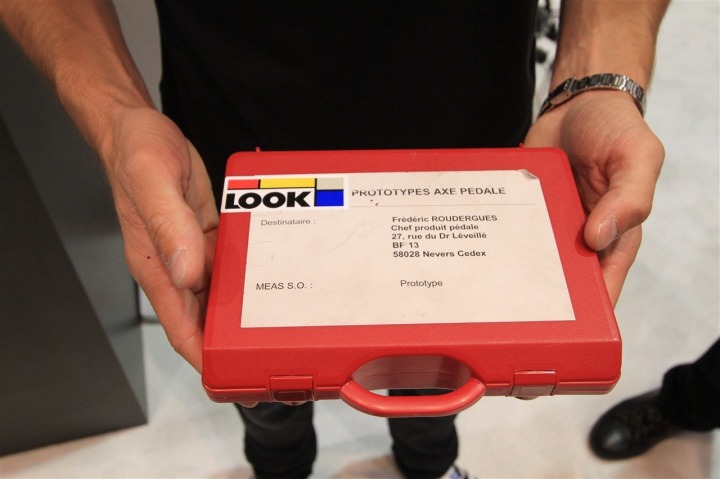 LOOK
PROTOTYPES AXE PEDALE
Destinataire :
Frédéric ROUDERGUES
Chef produit pédale
27, rue du Dr Léveillé
BP 13
58028 Nevers Cedex
MEAS S.O. :
Prototype